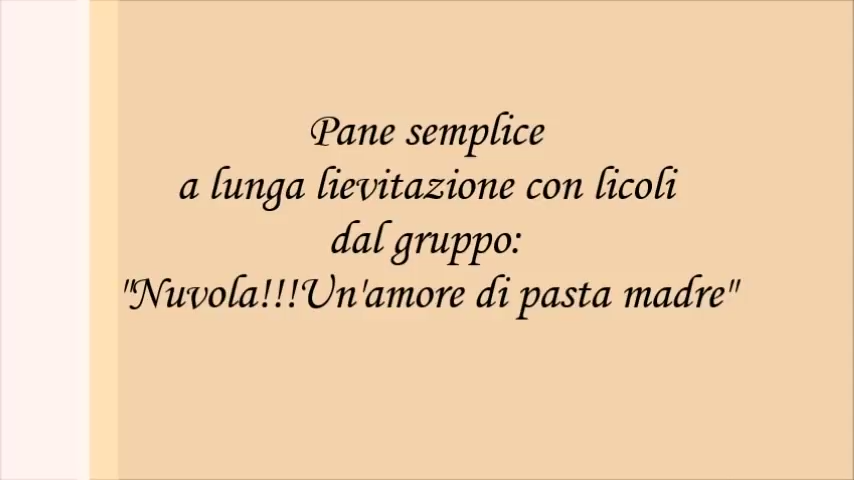 Pane semplice
a lunga lievitazione con licoli
dal gruppo:
"Nuvola!!!Un'amore di pasta madre"